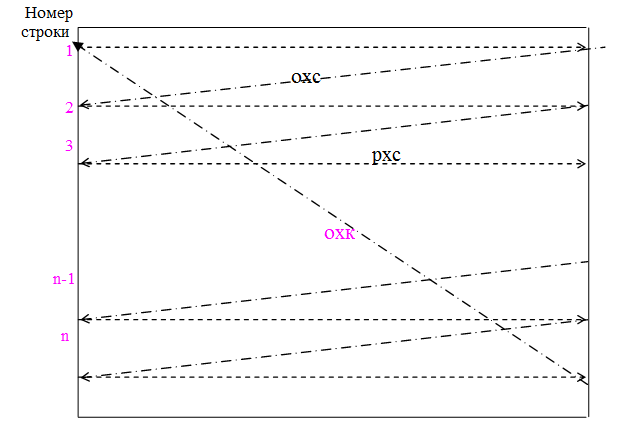 Номер
строки
1
охс
2
3
рхс
охк
n-1
n